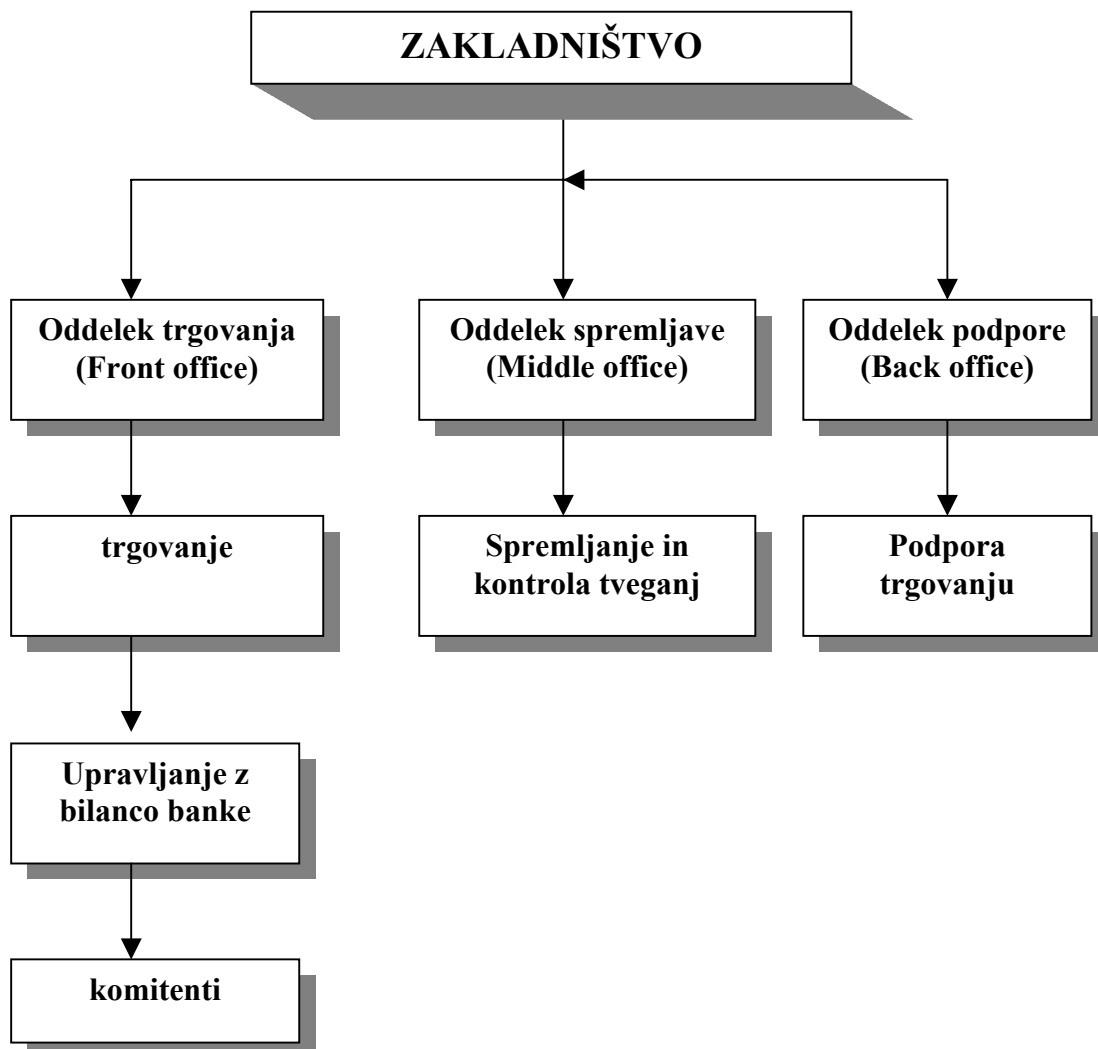 ZAKLADNIŠTVO
Oddelek trgovanja
(Front office)
Oddelek spremljave
(Middle office)
Oddelek podpore
(Back office)
trgovanje
Spremljanje in
kontrola tveganj
Podpora
trgovanju
Upravljanje z
bilanco banke
komitenti